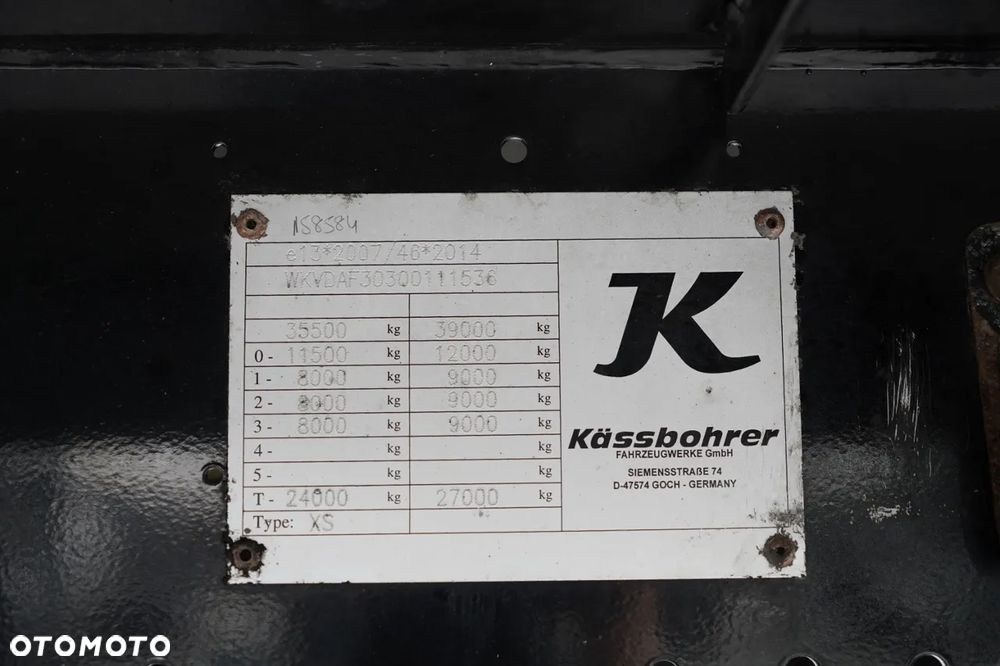 158584
e13*2007/46*2014
WKVDAF30300111536
35500 kg 39000 kg
0- 11500 kg 12000 kg
1- 8000 kg 9000 kg
2- 8000 kg 9000 kg
3- 8000 kg 9000 kg
4- kg kg
5- kg kg
T- 24000 kg 27000 kg
Type: XS
K
Kässbohrer
FAHRZEUGWERKE GmbH
SIEMENSSTRAßE 74
D-47574 GOCH - GERMANY
OTOMOTO